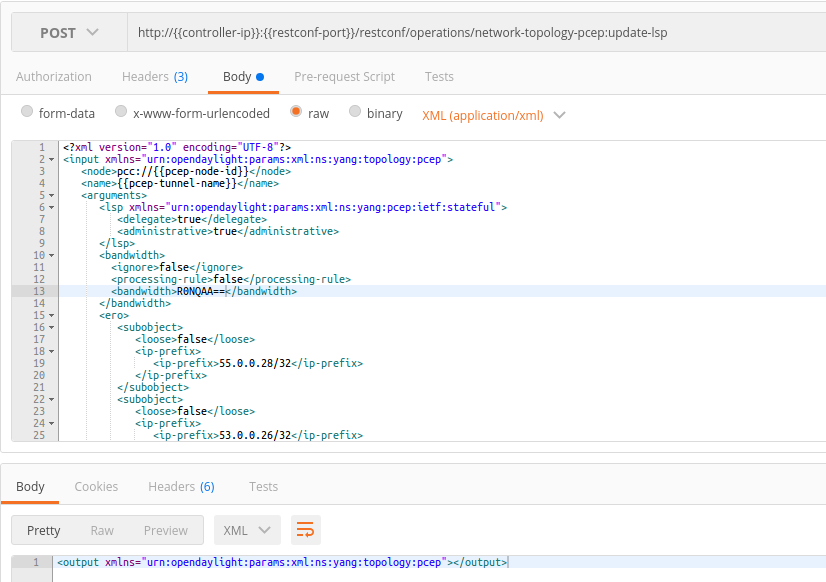 POST http://{{controller-ip}}:{{restconf-port}}/restconf/operations/network-topology-pcep:update-lsp
Authorization Headers (3) Body Pre-request Script Tests
form-data x-www-form-urlencoded raw binary XML (application/xml)
1 <?xml version="1.0" encoding="UTF-8"?>
2 <input xmlns="urn:opendaylight:params:xml:ns:yang:topology:pcep">
3 <node>pcc://{{pcep-node-id}}</node>
4 <name>{{pcep-tunnel-name}}</name>
5 <arguments>
6 <lsp xmlns="urn:opendaylight:params:xml:ns:yang:pcep:ietf:stateful">
7 <delegate>true</delegate>
8 <administrative>true</administrative>
9 </lsp>
10 <bandwidth>
11 <ignore>false</ignore>
12 <processing-rule>false</processing-rule>
13 <bandwidth>R0NQAA==</bandwidth>
14 </bandwidth>
15 <ero>
16 <subobject>
17 <loose>false</loose>
18 <ip-prefix>
19 <ip-prefix>55.0.0.28/32</ip-prefix>
20 </ip-prefix>
21 </subobject>
22 <subobject>
23 <loose>false</loose>
24 <ip-prefix>
25 <ip-prefix>53.0.0.26/32</ip-prefix>
Body Cookies Headers (6) Tests
Pretty Raw Preview XML
1 <output xmlns="urn:opendaylight:params:xml:ns:yang:topology:pcep"></output>